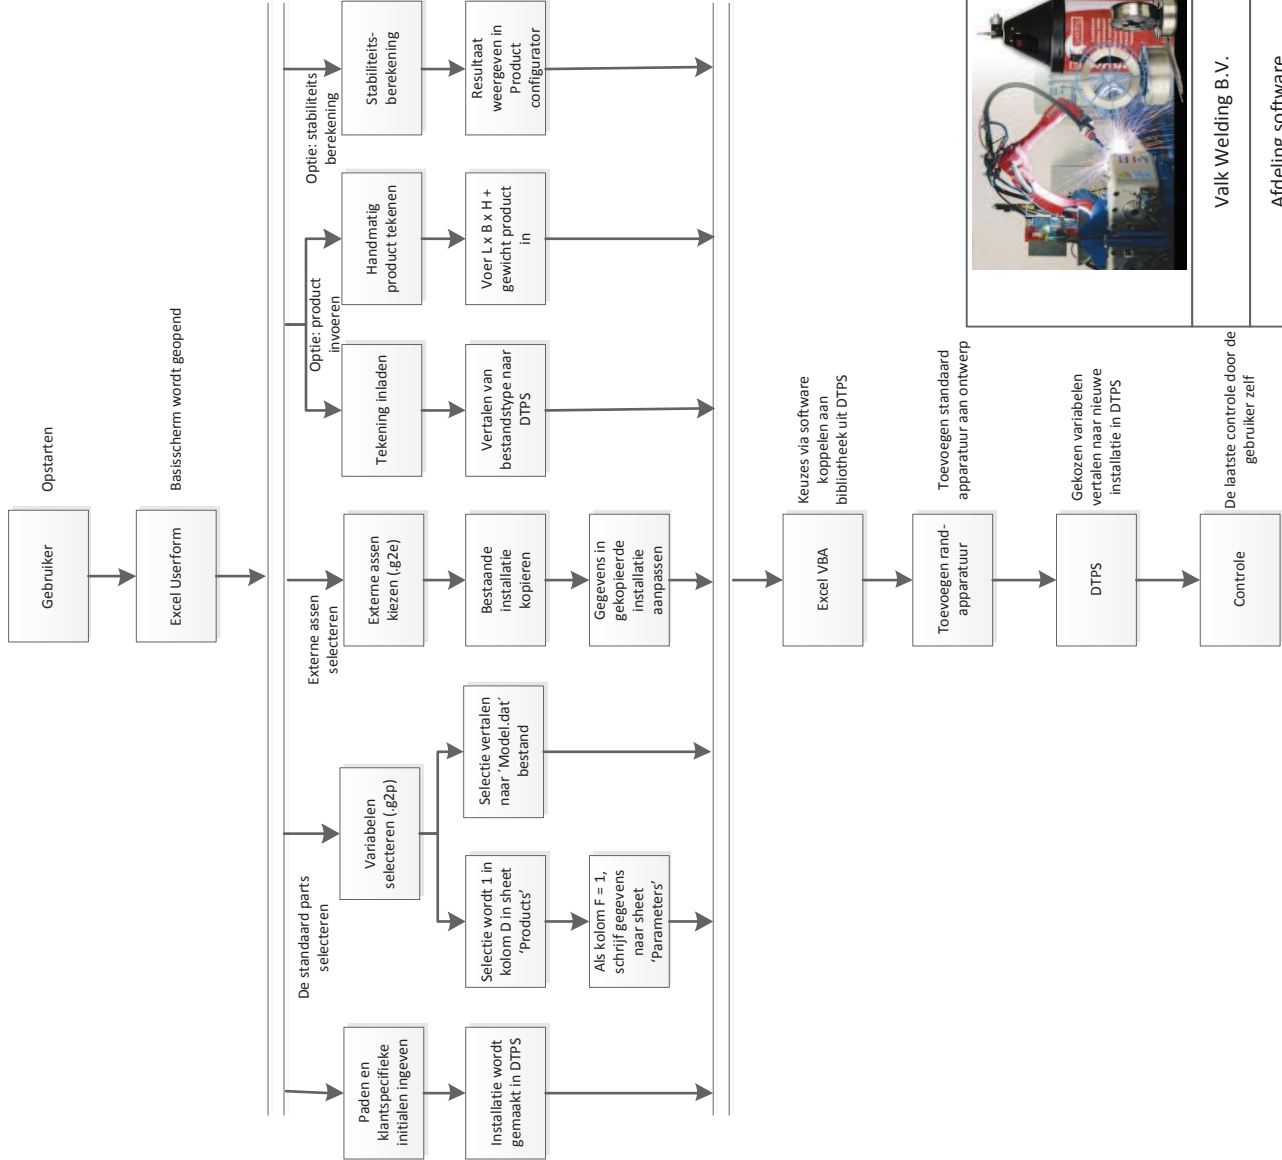 Gebruiker
Opstarten
Excel Userform
Basisscherm wordt geopend
De standaard parts
selecteren
Externe assen
selecteren
Optie: product
invoeren
Optie: stabiliteits
berekening
Paden en
klantspecifieke
initialen ingeven
Variabelen
selecteren (.g2p)
Externe assen
kiezen (.g2e)
Tekening inladen
Handmatig
product tekenen
Stabiliteits-
berekening
Installatie wordt
gemaakt in DTPS
Selectie wordt 1 in
kolom D in sheet
‘Products’
Selectie vertalen
naar ´Model.dat’
bestand
Bestaande
installatie
kopieren
Vertalen van
bestandstype naar
DTPS
Voer L x B x H +
gewicht product
in
Resultaat
weergeven in
Product
configurator
Als kolom F = 1,
schrijf gegevens
naar sheet
‘Parameters’
Gegevens in
gekopieerde
installatie
aanpassen
Excel VBA
Keuzes via software
koppelen aan
bibliotheek uit DTPS
Toevoegen rand-
apparatuur
Toevoegen standaard
apparatuur aan ontwerp
DTPS
Gekozen variabelen
vertalen naar nieuwe
installatie in DTPS
Controle
De laatste controle door de
gebruiker zelf
Valk Welding B.V.
Afdeling software